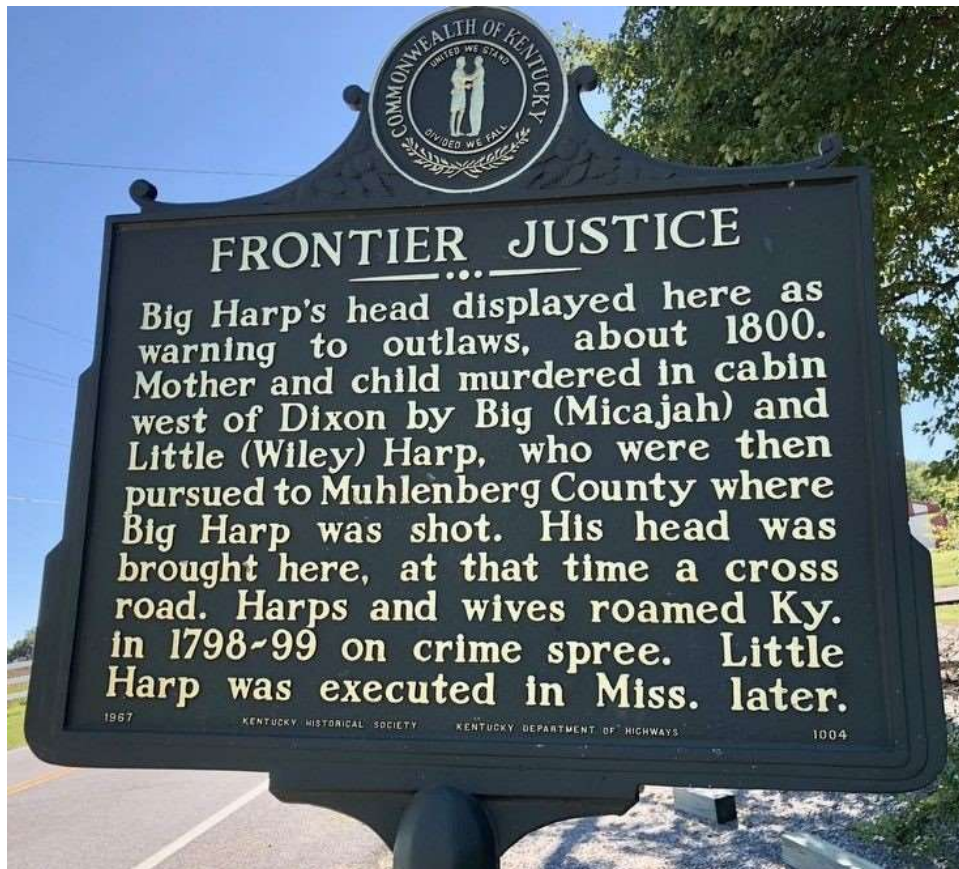 COMMONWEALTH OF KENTUCKY
UNITED WE STAND
DIVIDED WE FALL
FRONTIER JUSTICE
Big Harp's head displayed here as
warning to outlaws, about 1800.
Mother and child murdered in cabin
west of Dixon by Big (Micajah) and
Little (Wiley) Harp, who were then
pursued to Muhlenberg County where
Big Harp was shot. His head was
brought here, at that time a cross
road. Harps and wives roamed Ky.
in 1798-99 on crime spree. Little
Harp was executed in Miss. later.
1967 KENTUCKY HISTORICAL SOCIETY KENTUCKY DEPARTMENT OF HIGHWAYS 1004